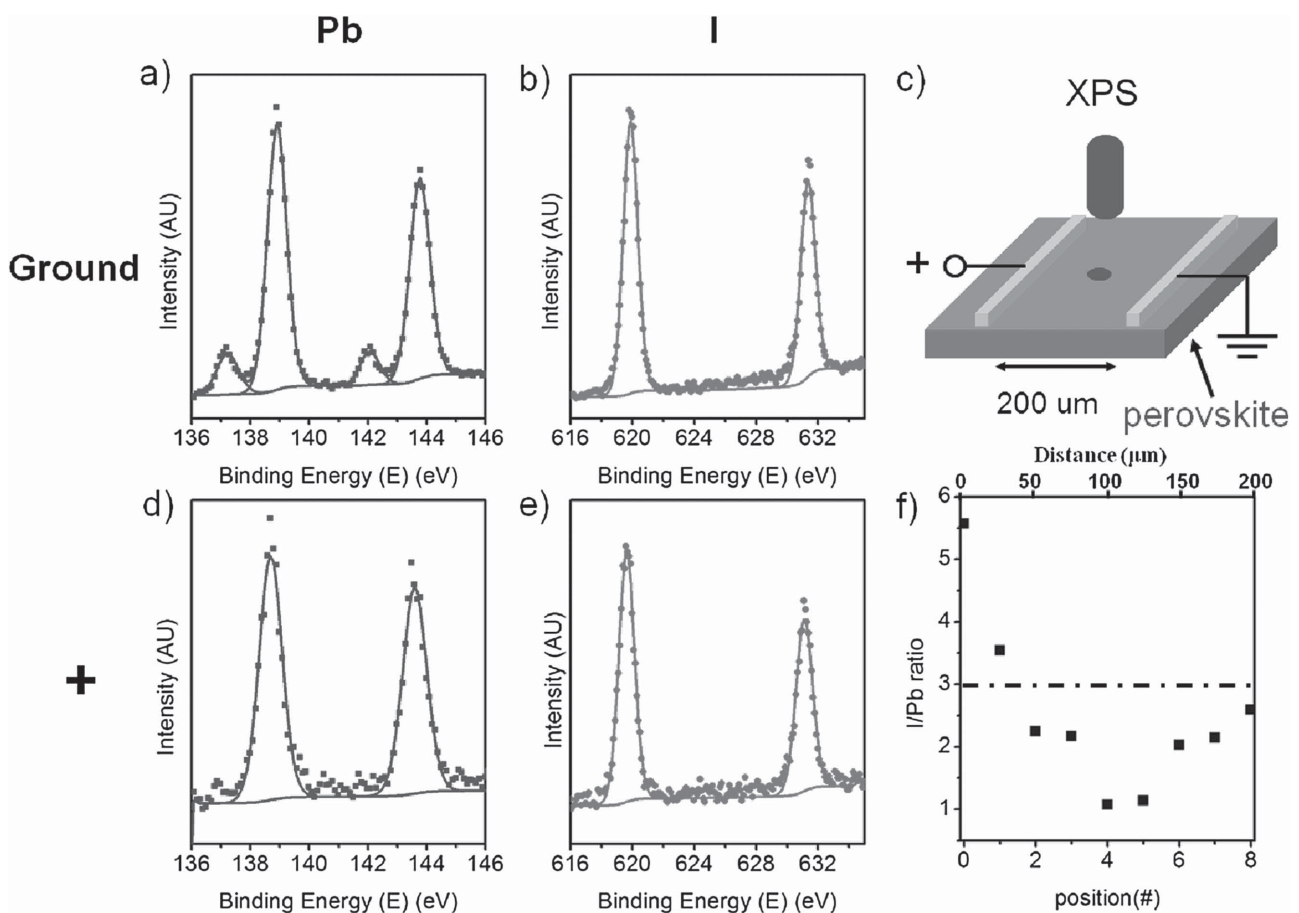 Pb
I
a)
b)
c)
XPS
Ground
Intensity (AU)
Intensity (AU)
+
200 um
perovskite
136 138 140 142 144 146
616 620 624 628 632
Binding Energy (E) (eV)
Binding Energy (E) (eV)
Distance (μm)
0 50 100 150 200
d)
e)
f)
+
Intensity (AU)
Intensity (AU)
I/Pb ratio
6
5
4
3
2
1
136 138 140 142 144 146
616 620 624 628 632
0 2 4 6 8
Binding Energy (E) (eV)
Binding Energy (E) (eV)
position(#)